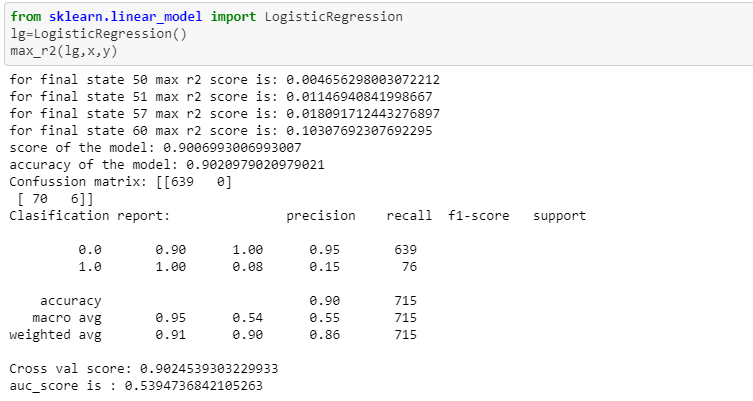 from sklearn.linear_model import LogisticRegression
lg=LogisticRegression()
max_r2(lg,x,y)
for final state 50 max r2 score is: 0.004656298003072212
for final state 51 max r2 score is: 0.01146940841998667
for final state 57 max r2 score is: 0.018091712443276897
for final state 60 max r2 score is: 0.10307692307692295
score of the model: 0.9006993006993007
accuracy of the model: 0.9020979020979021
Confussion matrix: [[639   0]
 [ 70   6]]
Clasification report:               precision    recall  f1-score   support

         0.0       0.90      1.00      0.95       639
         1.0       1.00      0.08      0.15        76

    accuracy                           0.90       715
   macro avg       0.95      0.54      0.55       715
weighted avg       0.91      0.90      0.86       715

Cross val score: 0.9024539303229933
auc_score is : 0.5394736842105263